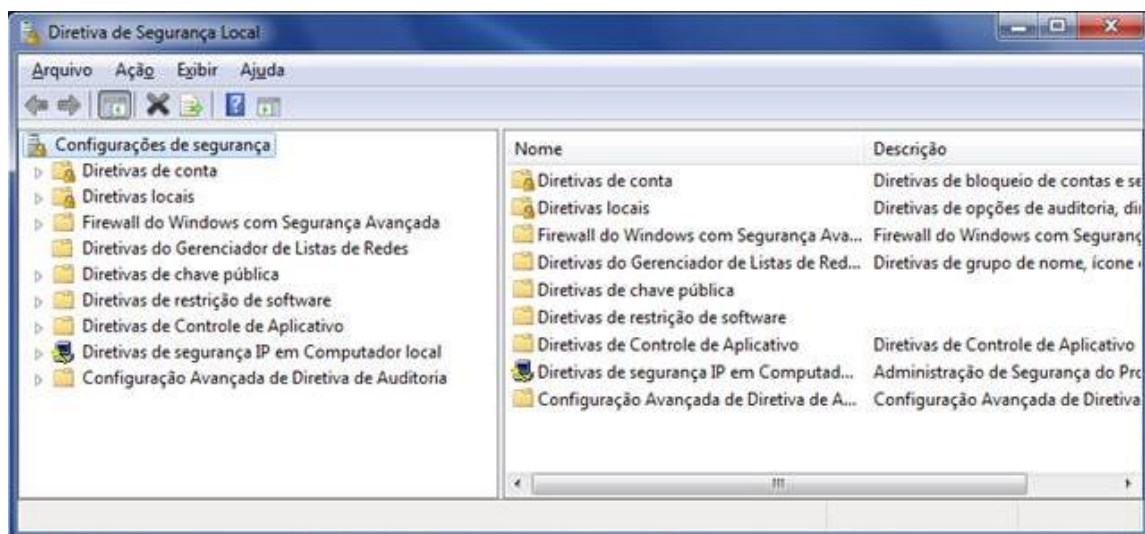 Diretiva de Segurança Local
Arquivo Ação Exibir Ajuda
Configurações de segurança
Diretivas de conta
Diretivas locais
Firewall do Windows com Segurança Avançada
Diretivas do Gerenciador de Listas de Redes
Diretivas de chave pública
Diretivas de restrição de software
Diretivas de Controle de Aplicativo
Diretivas de segurança IP em Computador local
Configuração Avançada de Diretiva de Auditoria
Nome Descrição
Diretivas de conta Diretivas de bloqueio de contas e se
Diretivas locais Diretivas de opções de auditoria, dir
Firewall do Windows com Segurança Ava... Firewall do Windows com Seguranç
Diretivas do Gerenciador de Listas de Red... Diretivas de grupo de nome, ícone
Diretivas de chave pública
Diretivas de restrição de software
Diretivas de Controle de Aplicativo Diretivas de Controle de Aplicativo
Diretivas de segurança IP em Computad... Administração de Segurança do Pro
Configuração Avançada de Diretiva de A... Configuração Avançada de Diretiva